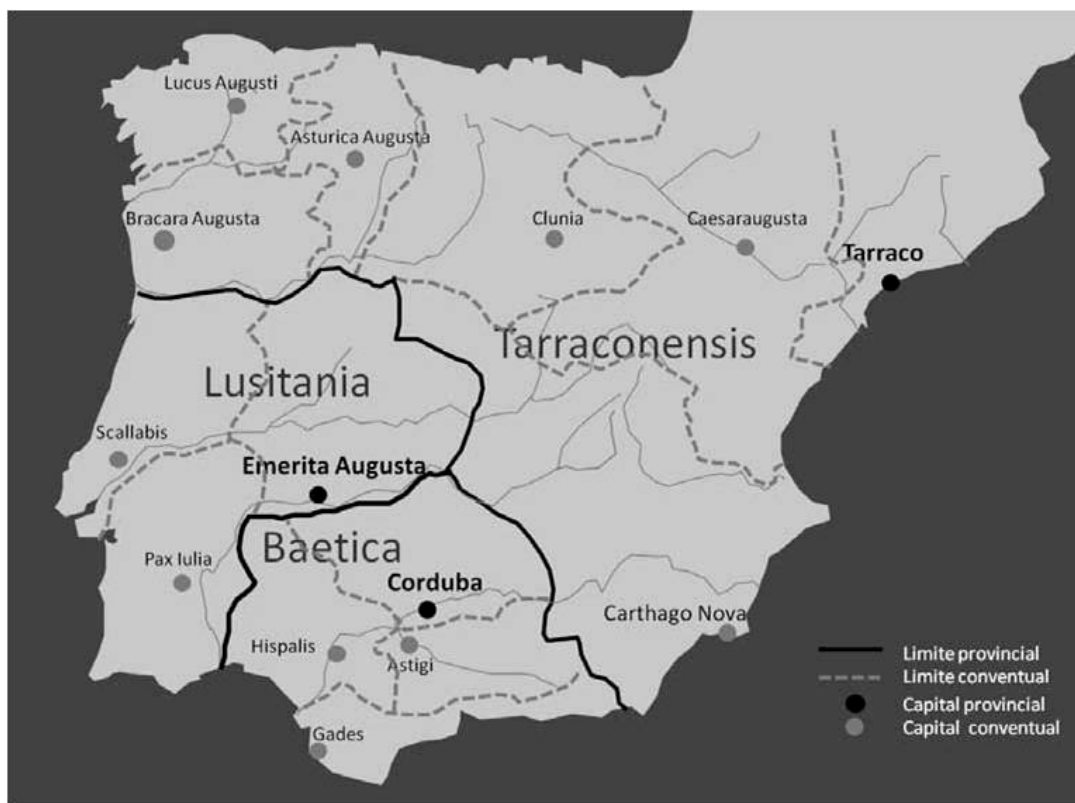 Lucus Augusti
Asturica Augusta
Bracara Augusta
Clunia
Caesaraugusta
Tarraco
Tarraconensis
Lusitania
Scallabis
Emerita Augusta
Baetica
Pax Iulia
Corduba
Carthago Nova
Hispalis
Astigi
Gades
Limite provincial
Limite conventual
Capital provincial
Capital conventual